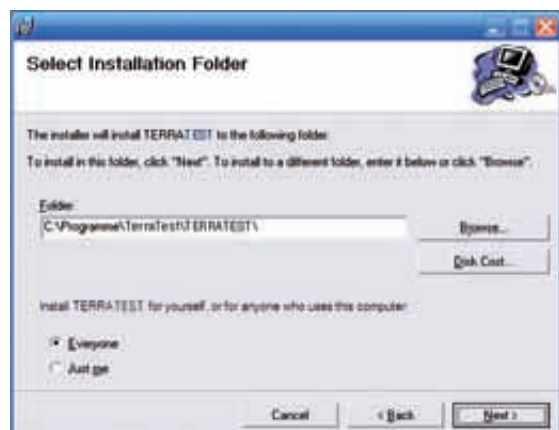 Select Installation Folder
The installer will install TERRATEST to the following folder.
To install in this folder, click "Next". To install to a different folder, enter it below or click "Browse".
Folder:
C:\Programme\TerraTest\TERRATEST\
Browse...
Disk Cost...
Install TERRATEST for yourself, or for anyone who uses this computer:
Everyone
Just me
Cancel
< Back
Next >